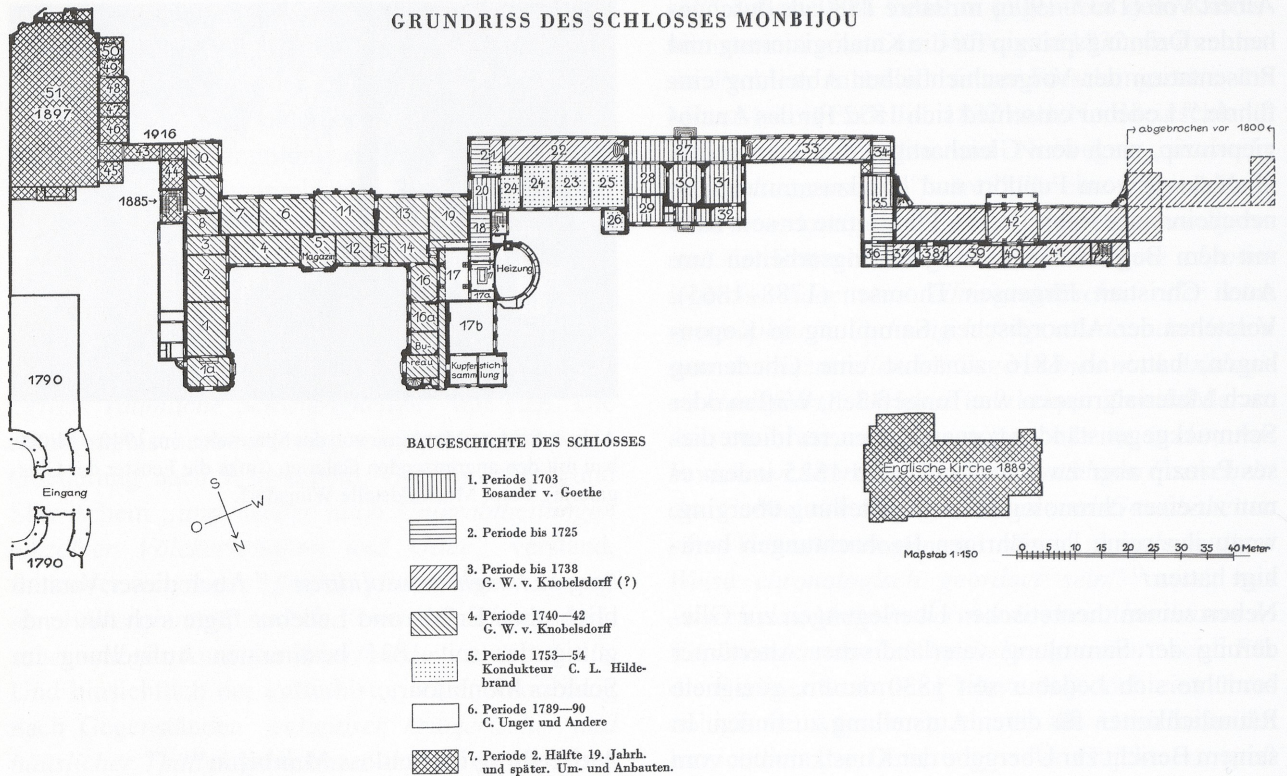 GRUNDRISS DES SCHLOSSES MONBIJOU
51
1897
50
48
47
46
45
1916
43
44
1885→
10
9
8
7
6
11
13
19
3
4
5
Magazin
12
15
14
2
1
1a
16
16a
Bü-
17
17a
17b
Heizung
Kupferstich-
samml ung
18
20
21
22
24
24
23
25
26
27
28
29
30
31
32
33
34
35
36
37
38
39
40
41
42
abgebrochen vor 1800
1790
Eingang
1790
S
O
W
N
BAUGESCHICHTE DES SCHLOSSES
1. Periode 1703
Eosander v. Goethe
2. Periode bis 1725
3. Periode bis 1738
G. W. v. Knobelsdorff (?)
4. Periode 1740—42
G. W. v. Knobelsdorff
5. Periode 1753—54
Kondukteur C. L. Hilde-
brand
6. Periode 1789—90
C. Unger und Andere
7. Periode 2. Hälfte 19. Jahrh.
und später. Um- und Anbauten.
Englische Kirche 1889
Maßstab 1:150
0 5 10 15 20 25 30 35 40 Meter